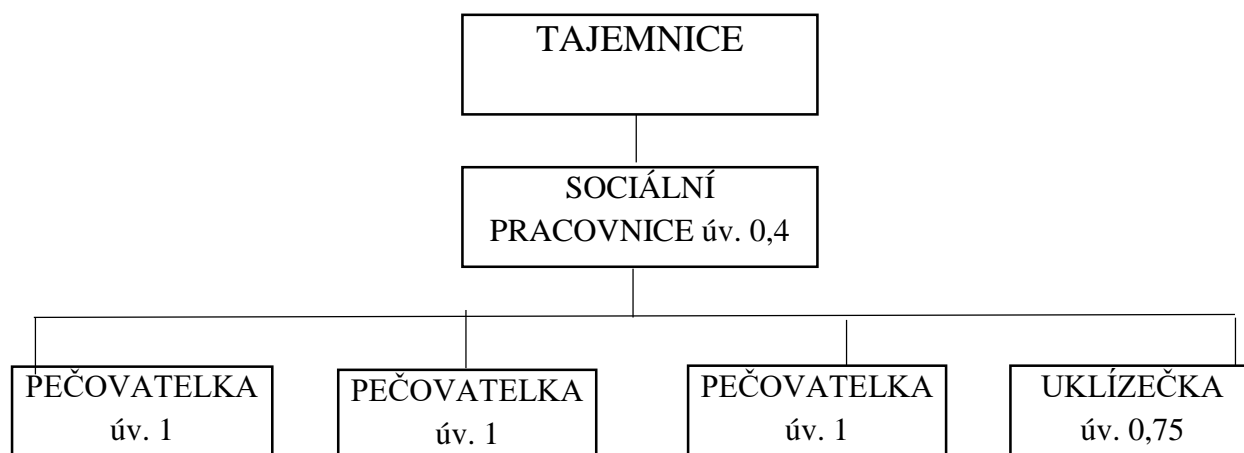 TAJEMNICE
SOCIÁLNÍ
PRACOVNICE úv. 0,4
PEČOVATELKA
úv. 1
PEČOVATELKA
úv. 1
PEČOVATELKA
úv. 1
UKLÍZEČKA
úv. 0,75